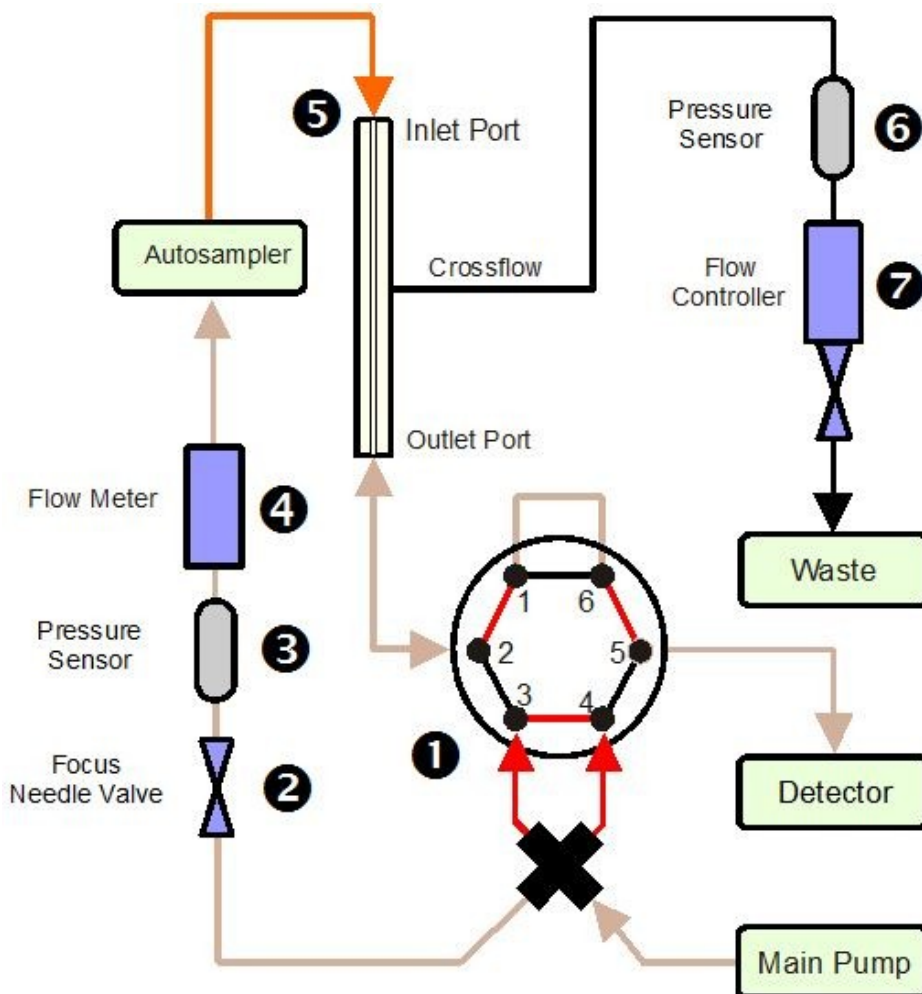 5
Inlet Port
Pressure
Sensor
6
Autosampler
Crossflow
Flow
Controller
7
Outlet Port
Flow Meter
4
Waste
1
6
Pressure
Sensor
3
2
5
3
4
1
Focus
Needle Valve
2
Detector
Main Pump